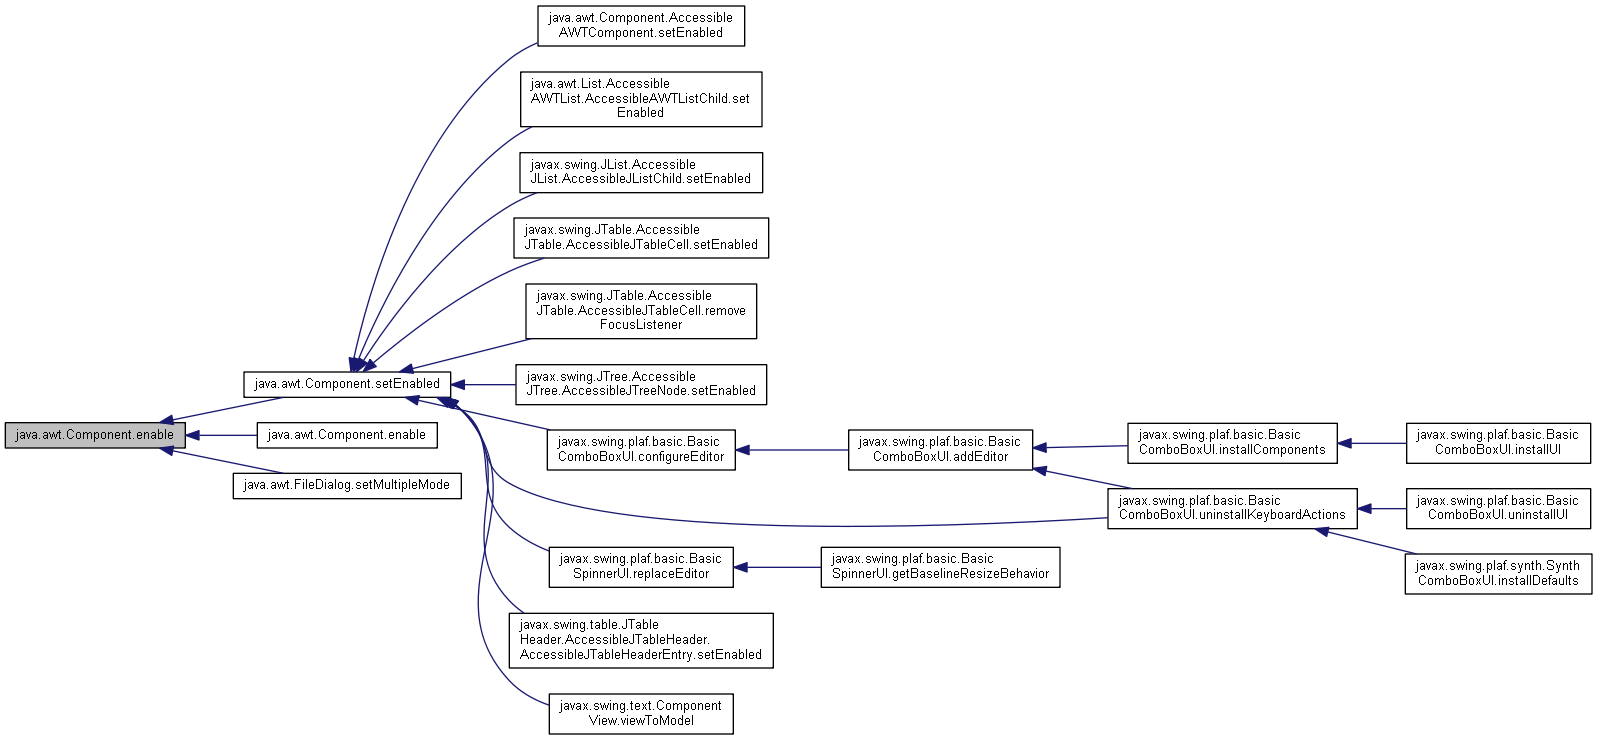 java.awt.Component.Accessible
AWTComponent.setEnabled
java.awt.List.Accessible
AWTList.AccessibleAWTListChild.set
Enabled
javax.swing.JList.Accessible
JList.AccessibleJListChild.setEnabled
javax.swing.JTable.Accessible
JTable.AccessibleJTableCell.setEnabled
javax.swing.JTable.Accessible
JTable.AccessibleJTableCell.remove
FocusListener
java.awt.Component.setEnabled
javax.swing.JTree.Accessible
JTree.AccessibleJTreeNode.setEnabled
java.awt.Component.enable
java.awt.Component.enable
java.awt.FileDialog.setMultipleMode
javax.swing.plaf.basic.Basic
ComboBoxUI.configureEditor
javax.swing.plaf.basic.Basic
ComboBoxUI.addEditor
javax.swing.plaf.basic.Basic
ComboBoxUI.installComponents
javax.swing.plaf.basic.Basic
ComboBoxUI.installUI
javax.swing.plaf.basic.Basic
ComboBoxUI.uninstallKeyboardActions
javax.swing.plaf.basic.Basic
ComboBoxUI.uninstallUI
javax.swing.plaf.synth.Synth
ComboBoxUI.installDefaults
javax.swing.plaf.basic.Basic
SpinnerUI.replaceEditor
javax.swing.plaf.basic.Basic
SpinnerUI.getBaselineResizeBehavior
javax.swing.table.JTable
Header.AccessibleJTableHeader.
AccessibleJTableHeaderEntry.setEnabled
javax.swing.text.Component
View.viewToModel